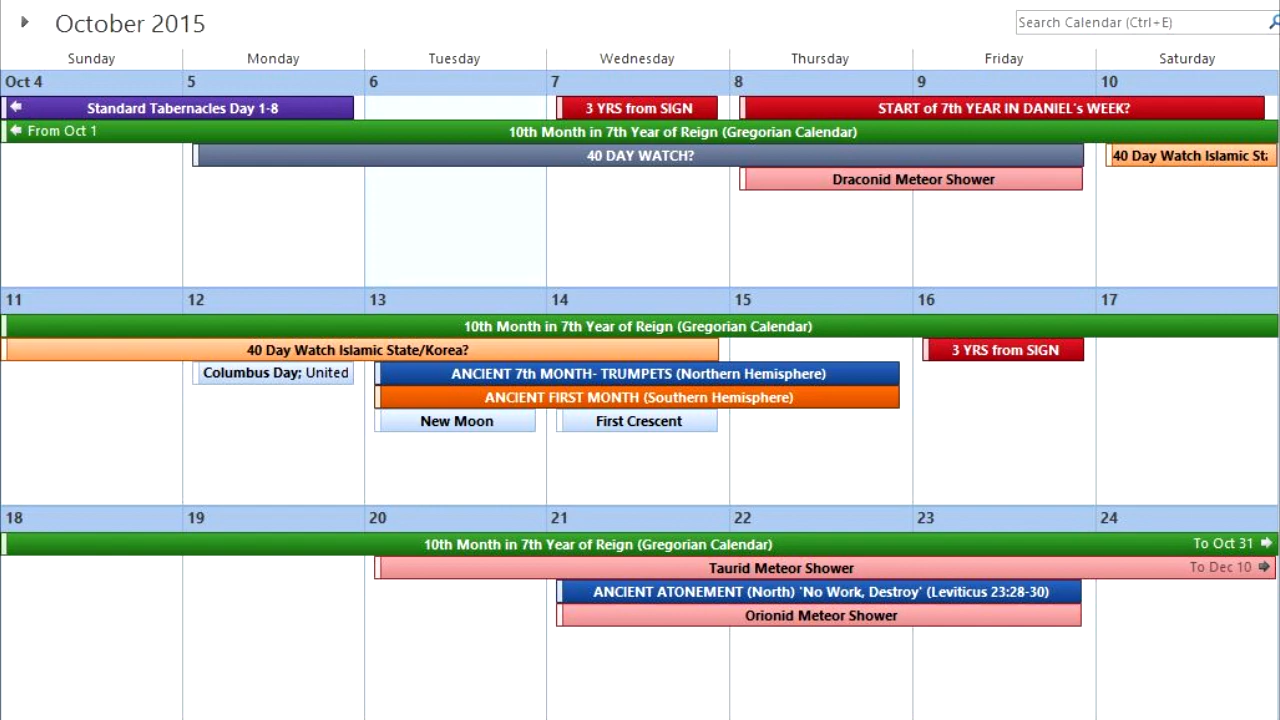 October 2015
Search Calendar (Ctrl+E)
Sunday Monday Tuesday Wednesday Thursday Friday Saturday
Oct 4 5 6 7 8 9 10
Standard Tabernacles Day 1-8 3 YRS from SIGN START of 7th YEAR IN DANIEL's WEEK?
From Oct 1 10th Month in 7th Year of Reign (Gregorian Calendar)
40 DAY WATCH? 40 Day Watch Islamic St
Draconid Meteor Shower
11 12 13 14 15 16 17
10th Month in 7th Year of Reign (Gregorian Calendar)
40 Day Watch Islamic State/Korea? 3 YRS from SIGN
Columbus Day; United ANCIENT 7th MONTH- TRUMPETS (Northern Hemisphere)
ANCIENT FIRST MONTH (Southern Hemisphere)
New Moon First Crescent
18 19 20 21 22 23 24
10th Month in 7th Year of Reign (Gregorian Calendar) To Oct 31
Taurid Meteor Shower To Dec 10
ANCIENT ATONEMENT (North) 'No Work, Destroy' (Leviticus 23:28-30)
Orionid Meteor Shower